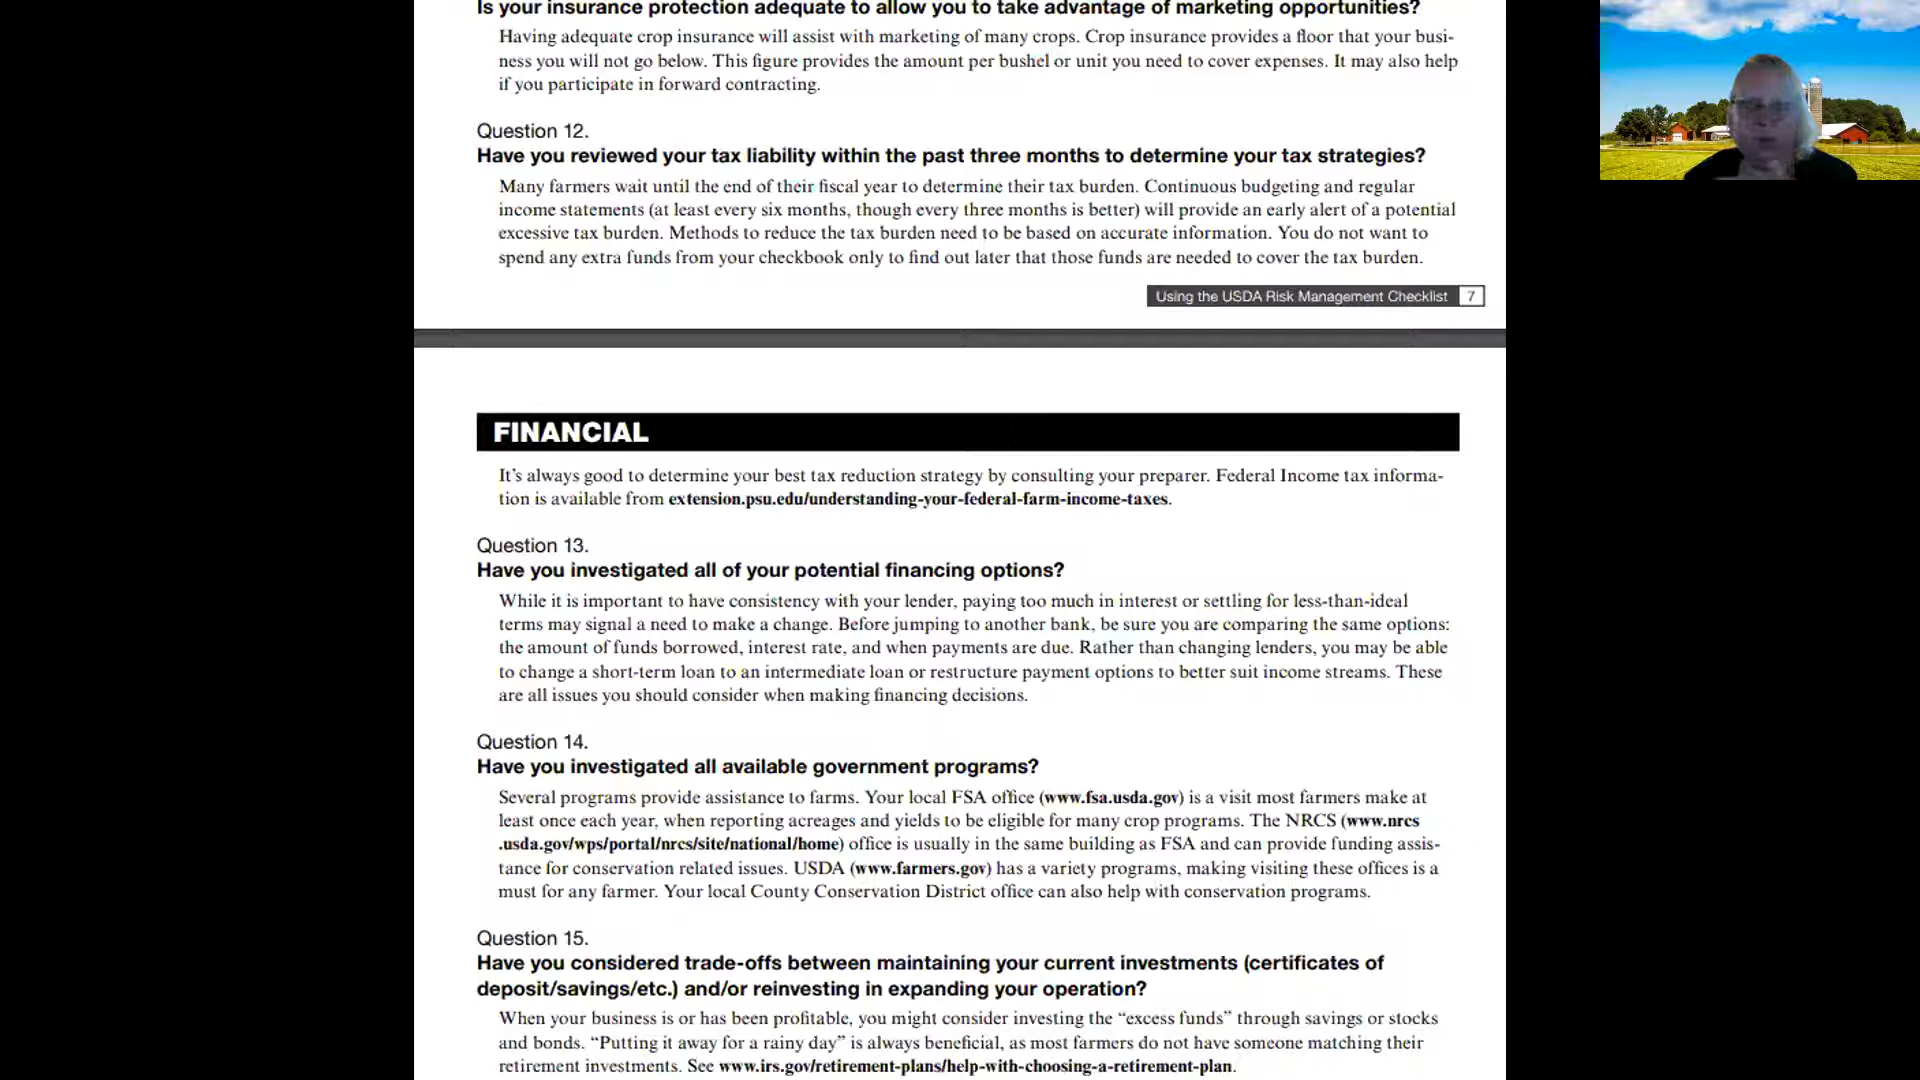 Is your insurance protection adequate to allow you to take advantage of marketing opportunities?
Having adequate crop insurance will assist with marketing of many crops. Crop insurance provides a floor that your busi-
ness you will not go below. This figure provides the amount per bushel or unit you need to cover expenses. It may also help
if you participate in forward contracting.
Question 12.
Have you reviewed your tax liability within the past three months to determine your tax strategies?
Many farmers wait until the end of their fiscal year to determine their tax burden. Continuous budgeting and regular
income statements (at least every six months, though every three months is better) will provide an early alert of a potential
excessive tax burden. Methods to reduce the tax burden need to be based on accurate information. You do not want to
spend any extra funds from your checkbook only to find out later that those funds are needed to cover the tax burden.
Using the USDA Risk Management Checklist 7
FINANCIAL
It's always good to determine your best tax reduction strategy by consulting your preparer. Federal Income tax informa-
tion is available from extension.psu.edu/understanding-your-federal-farm-income-taxes.
Question 13.
Have you investigated all of your potential financing options?
While it is important to have consistency with your lender, paying too much in interest or settling for less-than-ideal
terms may signal a need to make a change. Before jumping to another bank, be sure you are comparing the same options:
the amount of funds borrowed, interest rate, and when payments are due. Rather than changing lenders, you may be able
to change a short-term loan to an intermediate loan or restructure payment options to better suit income streams. These
are all issues you should consider when making financing decisions.
Question 14.
Have you investigated all available government programs?
Several programs provide assistance to farms. Your local FSA office (www.fsa.usda.gov) is a visit most farmers make at
least once each year, when reporting acreages and yields to be eligible for many crop programs. The NRCS (www.nrcs
.usda.gov/wps/portal/nrcs/site/national/home) office is usually in the same building as FSA and can provide funding assis-
tance for conservation related issues. USDA (www.farmers.gov) has a variety programs, making visiting these offices is a
must for any farmer. Your local County Conservation District office can also help with conservation programs.
Question 15.
Have you considered trade-offs between maintaining your current investments (certificates of
deposit/savings/etc.) and/or reinvesting in expanding your operation?
When your business is or has been profitable, you might consider investing the “excess funds” through savings or stocks
and bonds. “Putting it away for a rainy day” is always beneficial, as most farmers do not have someone matching their
retirement investments. See www.irs.gov/retirement-plans/help-with-choosing-a-retirement-plan.